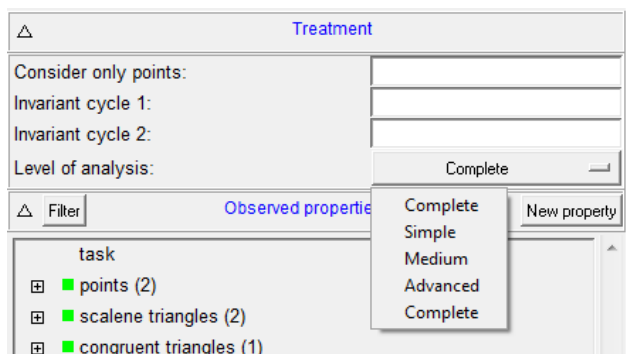 Treatment
Consider only points:
Invariant cycle 1:
Invariant cycle 2:
Level of analysis: Complete
Filter Observed propertie New property
Complete
Simple
Medium
Advanced
Complete
task
points (2)
scalene triangles (2)
congruent triangles (1)